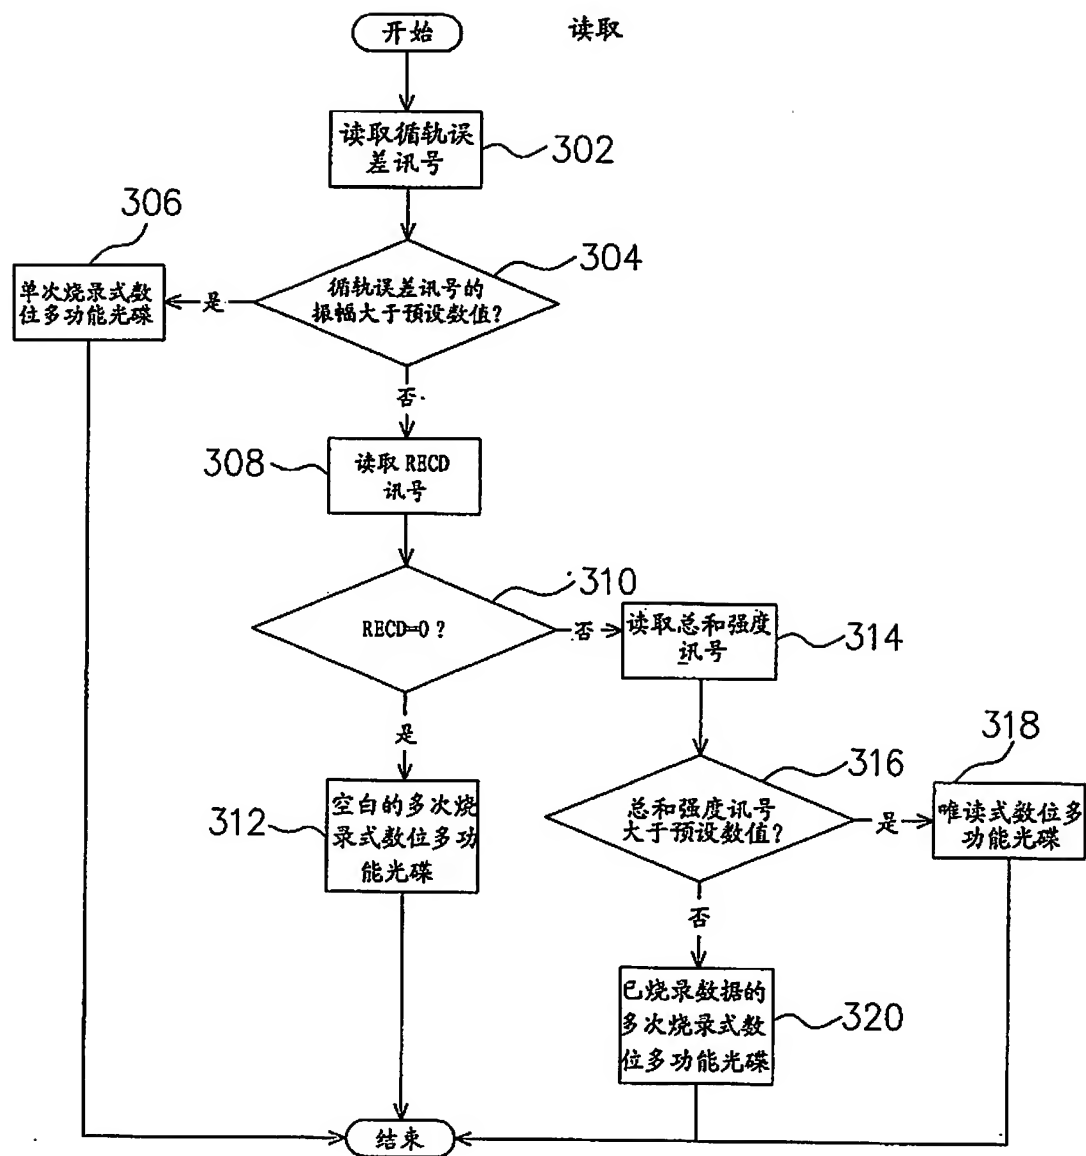 开始
读取
读取循轨误
差讯号
302
306
304
单次烧录式数
位多功能光碟
是
循轨误差讯号的
振幅大于预设数值?
否
308
读取 RECD
讯号
310
RECD=0?
否
读取总和强度
讯号
314
是
318
316
312
空白的多次烧
录式数位多功
能光碟
总和强度讯号
大于预设数值?
是
唯读式数位多
功能光碟
否
已烧录数据的
多次烧录式数
位多功能光碟
320
结束